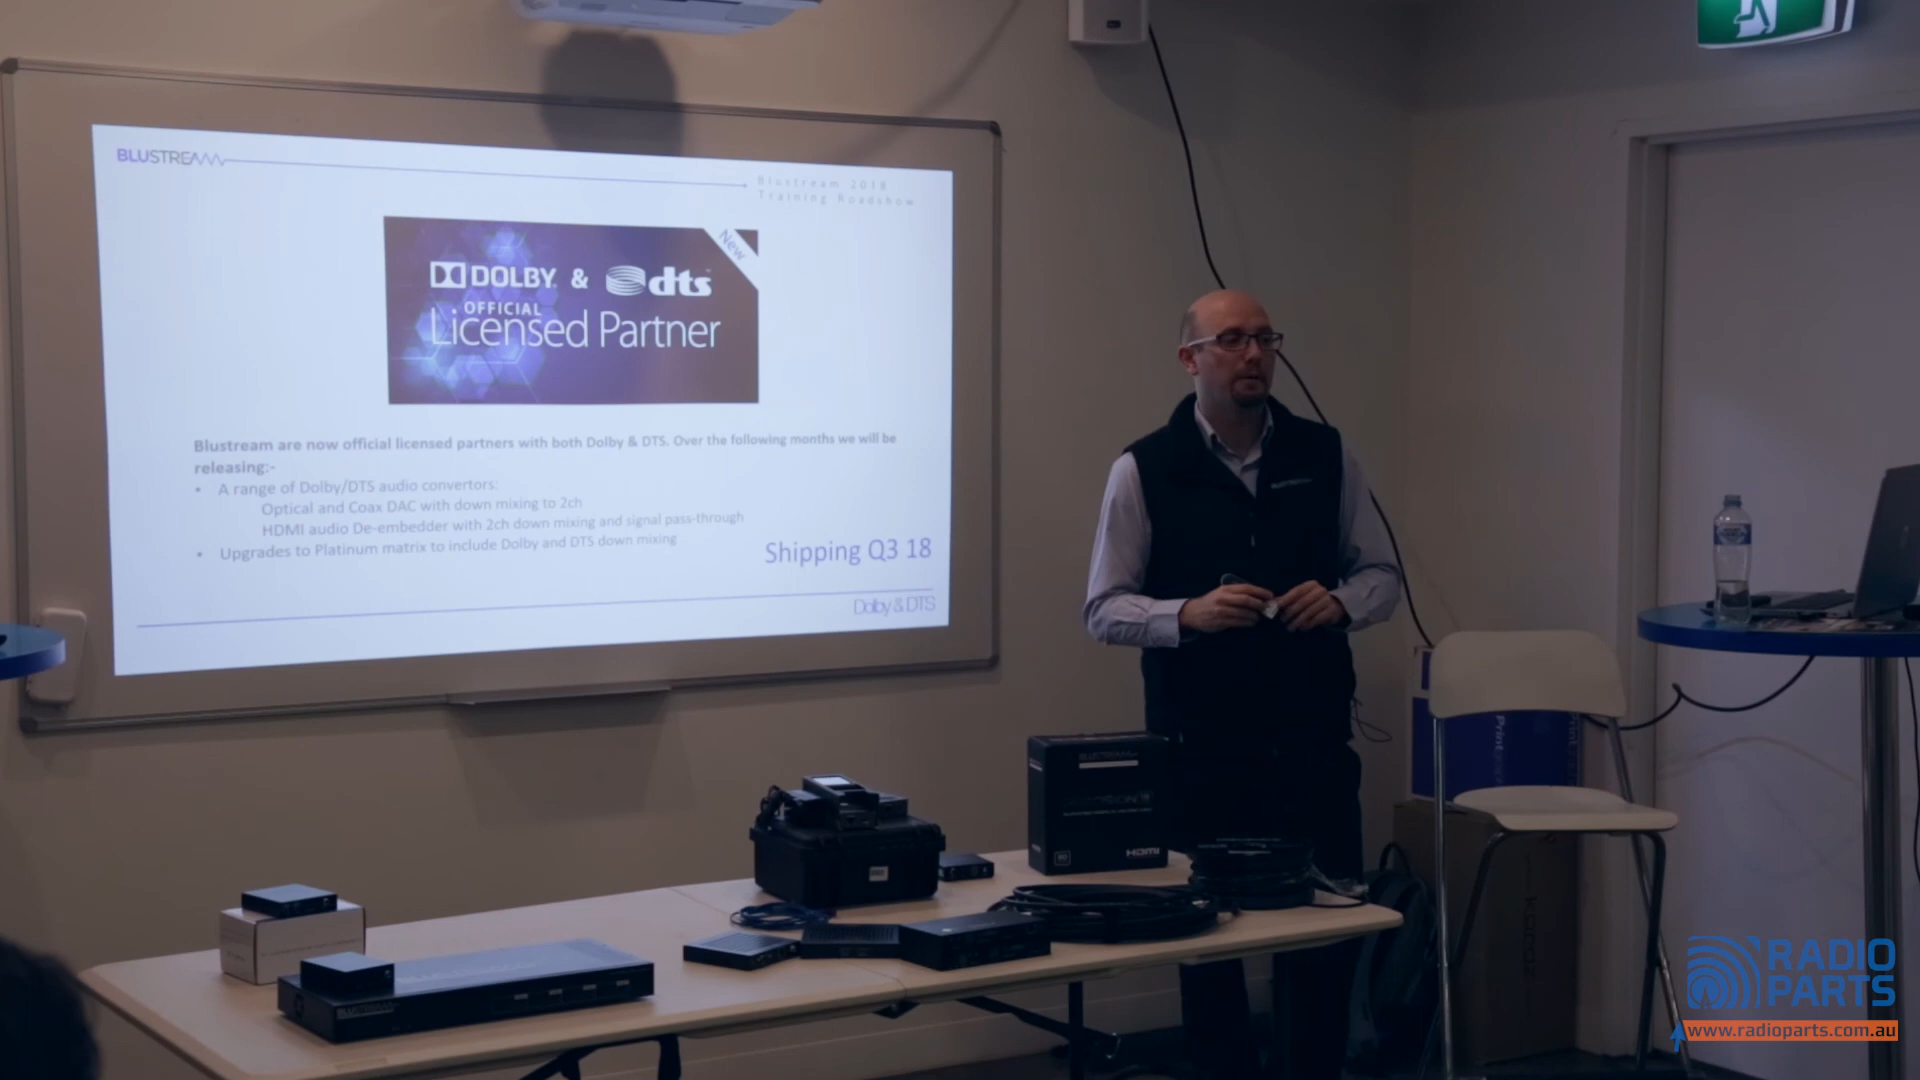 BLUSTREAM
Blustream 2018
Training Roadshow
New
DOLBY & dts
OFFICIAL
Licensed Partner
Blustream are now official licensed partners with both Dolby & DTS. Over the following months we will be
releasing:-
• A range of Dolby/DTS audio convertors:
Optical and Coax DAC with down mixing to 2ch
HDMI audio De-embedder with 2ch down mixing and signal pass-through
• Upgrades to Platinum matrix to include Dolby and DTS down mixing
Shipping Q3 18
Dolby & DTS
BLUSTREAM
HDMI
BLUSTREAM
RADIO
PARTS
www.radioparts.com.au